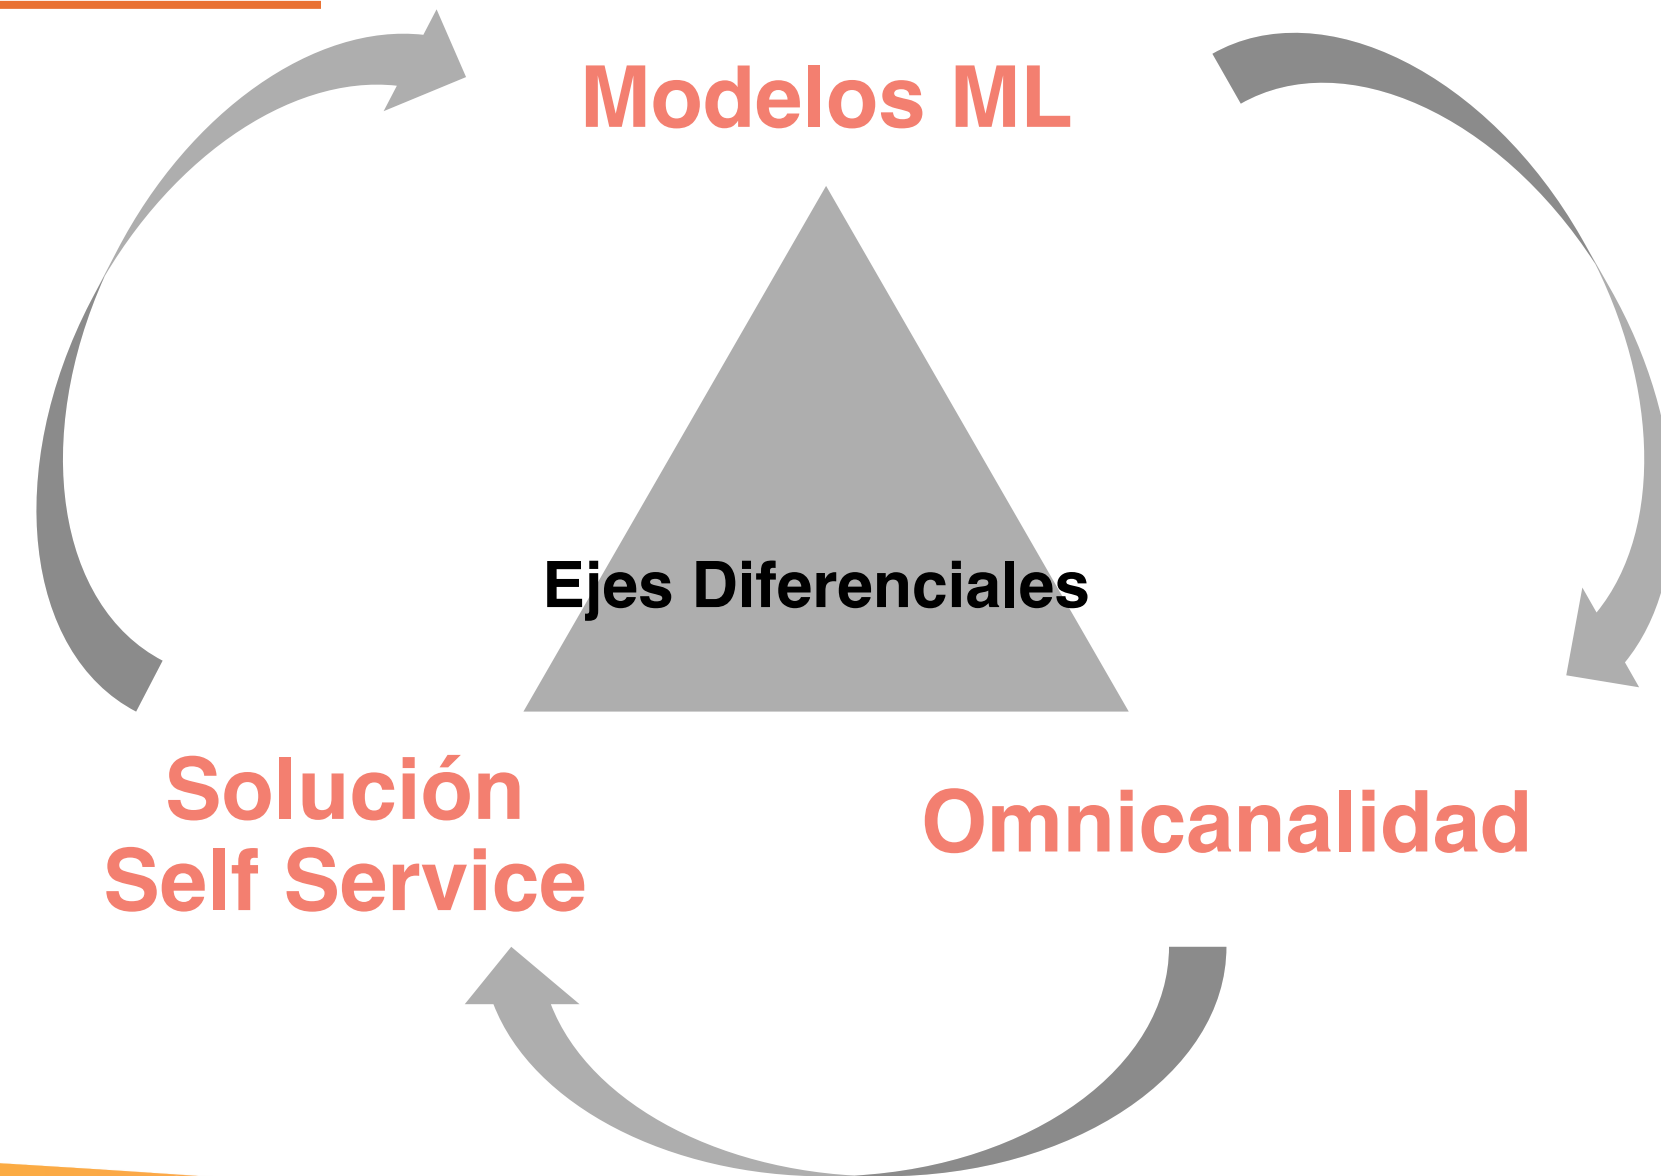 Modelos ML
Ejes Diferenciales
Solución
Self Service
Omnicanalidad